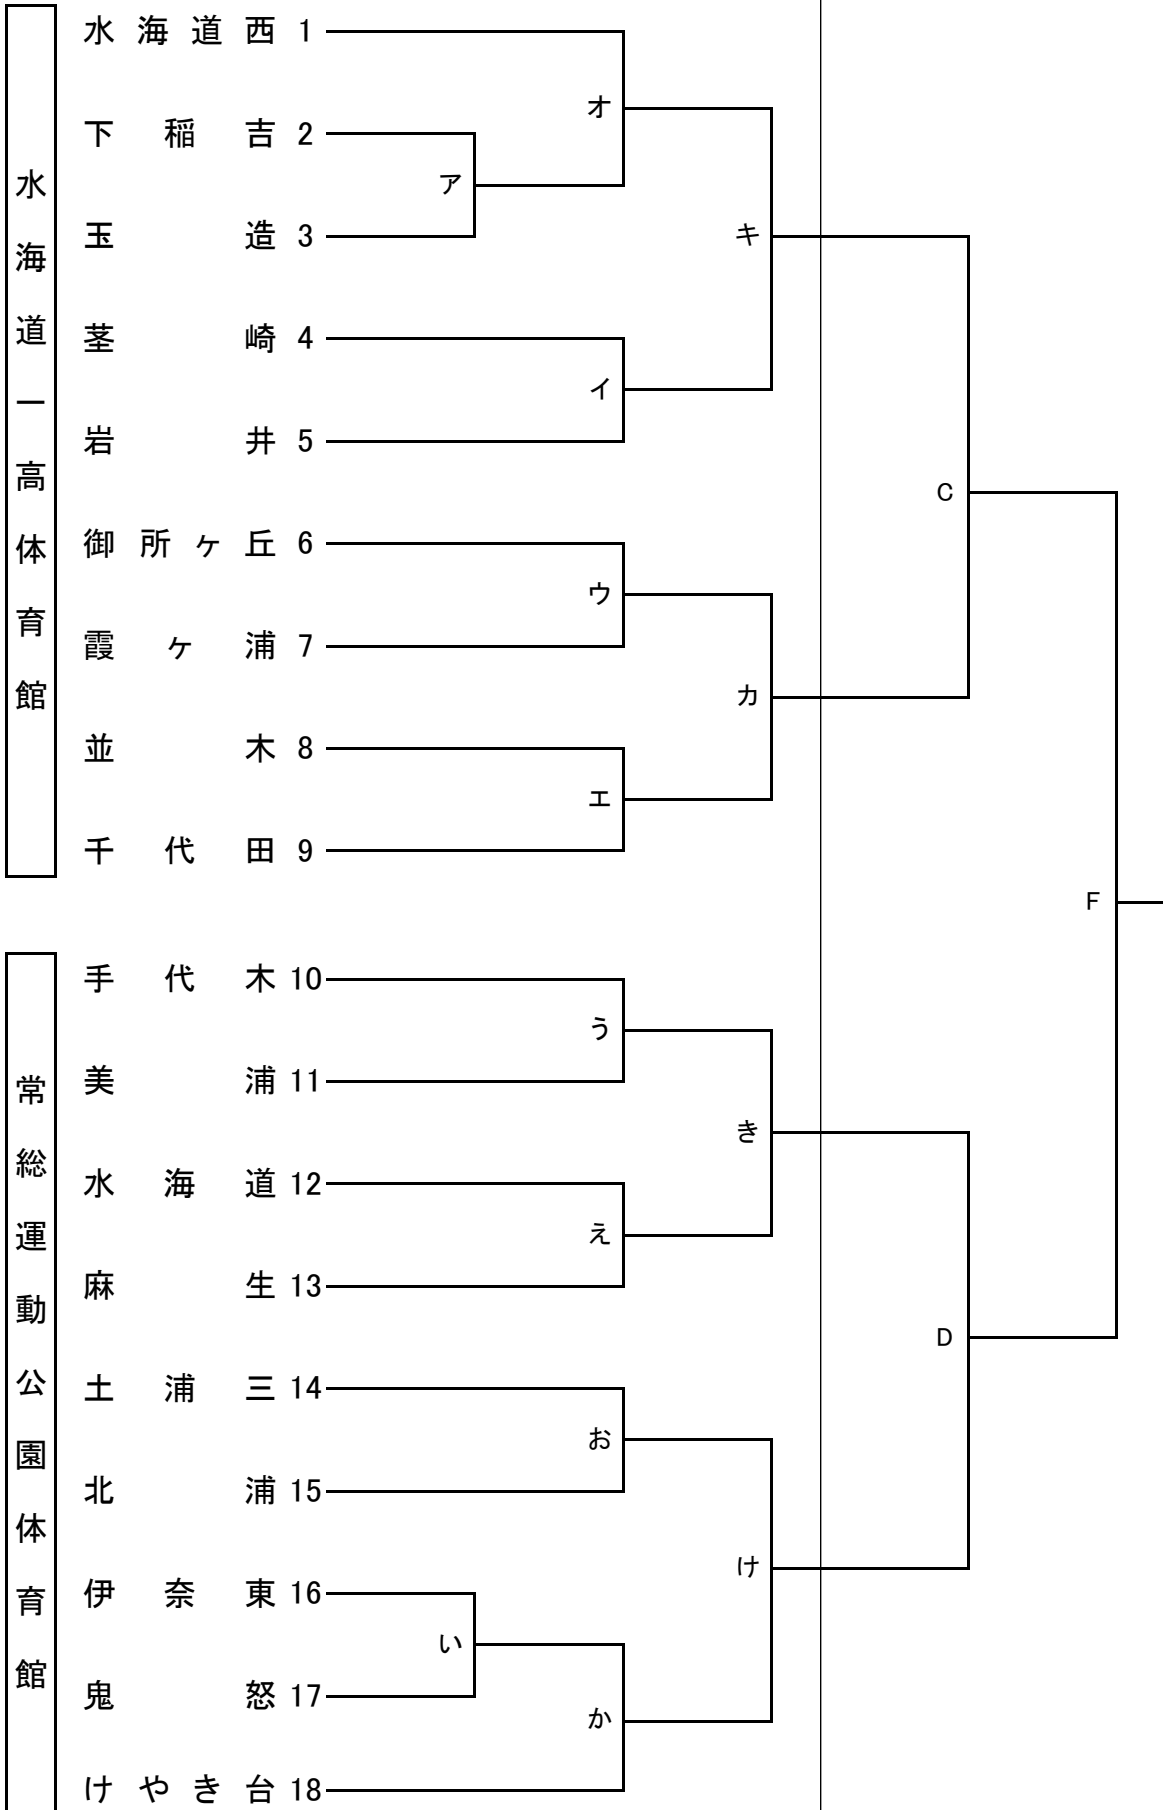 水海道一高体育館
水海道西 1
オ
下稲吉 2
ア
玉造 3
キ
茎崎 4
イ
岩井 5
C
御所ヶ丘 6
ウ
霞ヶ浦 7
カ
並木 8
エ
千代田 9
F
常総運動公園体育館
手代木 10
う
美浦 11
き
水海道 12
え
麻生 13
D
土浦三 14
お
北浦 15
け
伊奈東 16
い
鬼怒 17
か
けやき台 18